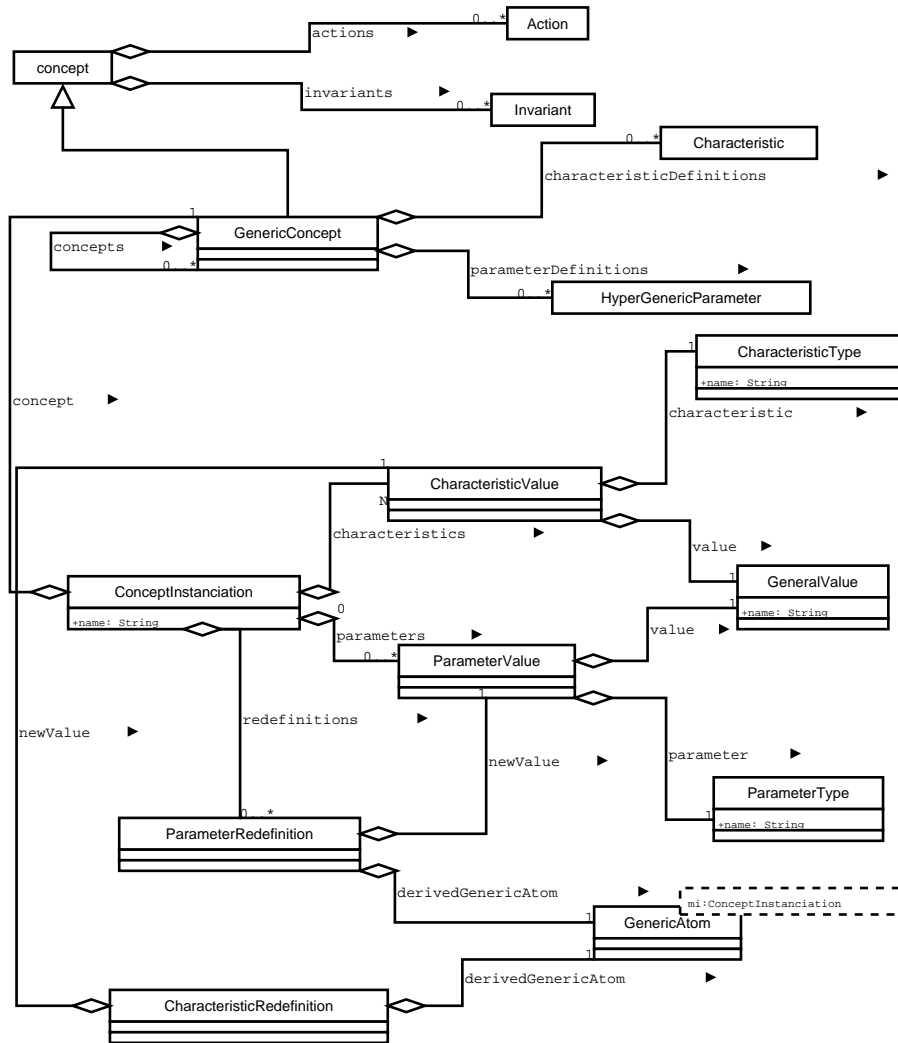 0..*
Action
actions
concept
invariants
0..*
Invariant
0..*
Characteristic
characteristicDefinitions
1
GenericConcept
concepts
0..*
parameterDefinitions
0..*
HyperGenericParameter
1
CharacteristicType
+name: String
concept
characteristic
1
CharacteristicValue
N
characteristics
value
ConceptInstanciation
1
GeneralValue
+name: String
0
1
+name: String
parameters
value
0..*
ParameterValue
1
redefinitions
newValue
newValue
parameter
ParameterType
0..*
1
+name: String
ParameterRedefinition
derivedGenericAtom
mi:ConceptInstanciation
1
GenericAtom
1
derivedGenericAtom
CharacteristicRedefinition